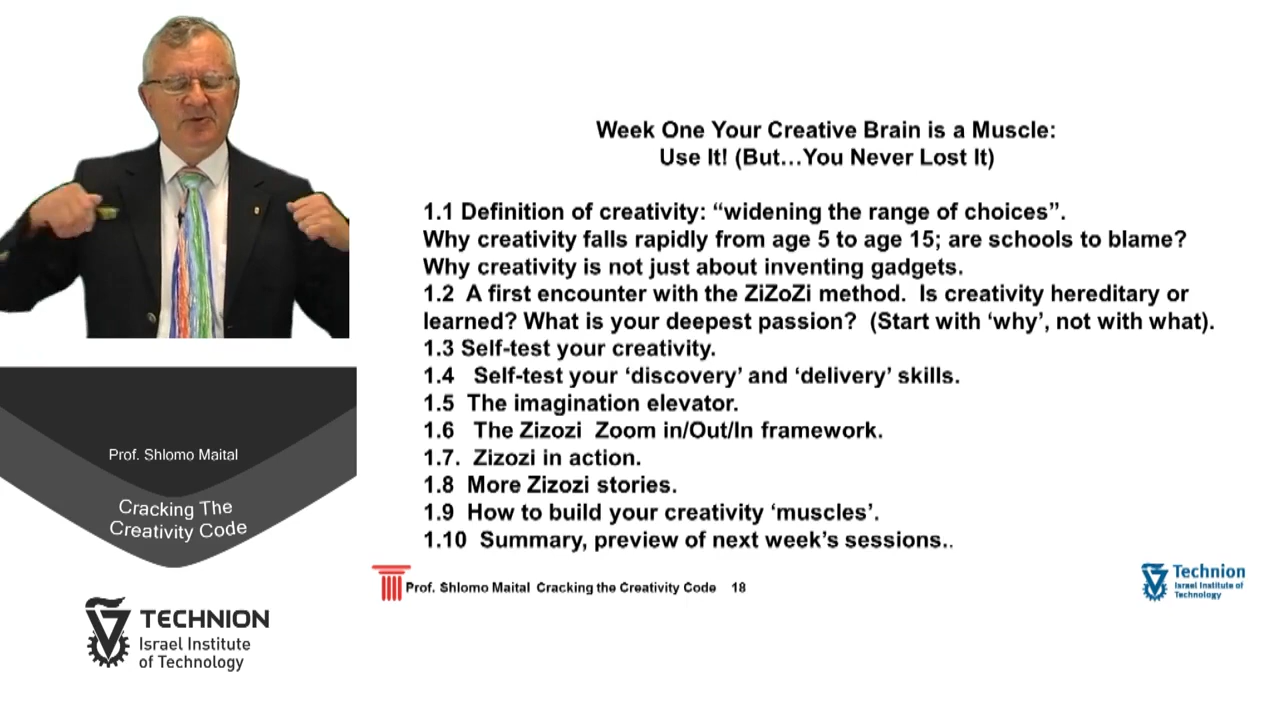 Week One Your Creative Brain is a Muscle:
Use It! (But…You Never Lost It)
1.1 Definition of creativity: “widening the range of choices”.
Why creativity falls rapidly from age 5 to age 15; are schools to blame?
Why creativity is not just about inventing gadgets.
1.2 A first encounter with the ZiZoZi method. Is creativity hereditary or
learned? What is your deepest passion? (Start with ‘why’, not with what).
1.3 Self-test your creativity.
1.4 Self-test your ‘discovery’ and ‘delivery’ skills.
1.5 The imagination elevator.
1.6 The Zizozi Zoom in/Out/In framework.
1.7. Zizozi in action.
1.8 More Zizozi stories.
1.9 How to build your creativity ‘muscles’.
1.10 Summary, preview of next week’s sessions..
Prof. Shlomo Maital Cracking the Creativity Code 18
Technion
Israel Institute of
Technology
Prof. Shlomo Maital
Cracking The
Creativity Code
TECHNION
Israel Institute
of Technology